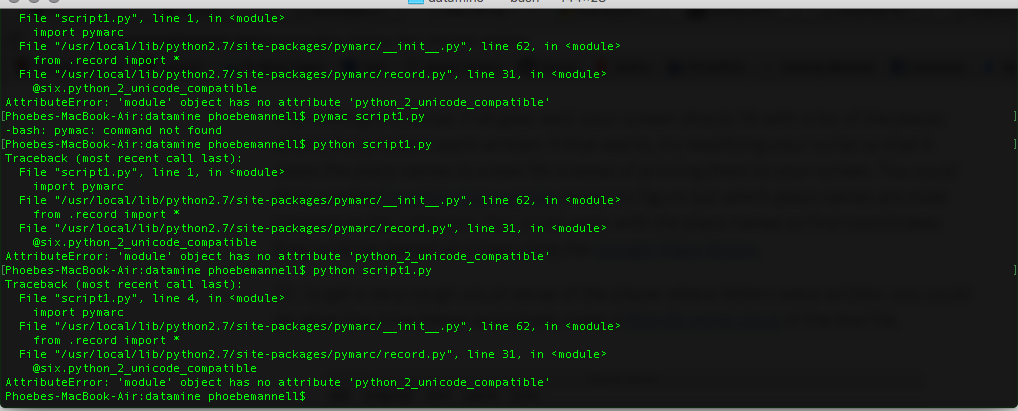 File "script1.py", line 1, in <module>
import pymarc
File "/usr/local/lib/python2.7/site-packages/pymarc/__init__.py", line 62, in <module>
from .record import *
File "/usr/local/lib/python2.7/site-packages/pymarc/record.py", line 31, in <module>
@six.python_2_unicode_compatible
AttributeError: 'module' object has no attribute 'python_2_unicode_compatible'
[Phoebes-MacBook-Air:datamine phoebemannell$ pymac script1.py ]
-bash: pymac: command not found
[Phoebes-MacBook-Air:datamine phoebemannell$ python script1.py ]
Traceback (most recent call last):
File "script1.py", line 1, in <module>
import pymarc
File "/usr/local/lib/python2.7/site-packages/pymarc/__init__.py", line 62, in <module>
from .record import *
File "/usr/local/lib/python2.7/site-packages/pymarc/record.py", line 31, in <module>
@six.python_2_unicode_compatible
AttributeError: 'module' object has no attribute 'python_2_unicode_compatible'
[Phoebes-MacBook-Air:datamine phoebemannell$ python script1.py ]
Traceback (most recent call last):
File "script1.py", line 4, in <module>
import pymarc
File "/usr/local/lib/python2.7/site-packages/pymarc/__init__.py", line 62, in <module>
from .record import *
File "/usr/local/lib/python2.7/site-packages/pymarc/record.py", line 31, in <module>
@six.python_2_unicode_compatible
AttributeError: 'module' object has no attribute 'python_2_unicode_compatible'
Phoebes-MacBook-Air:datamine phoebemannell$